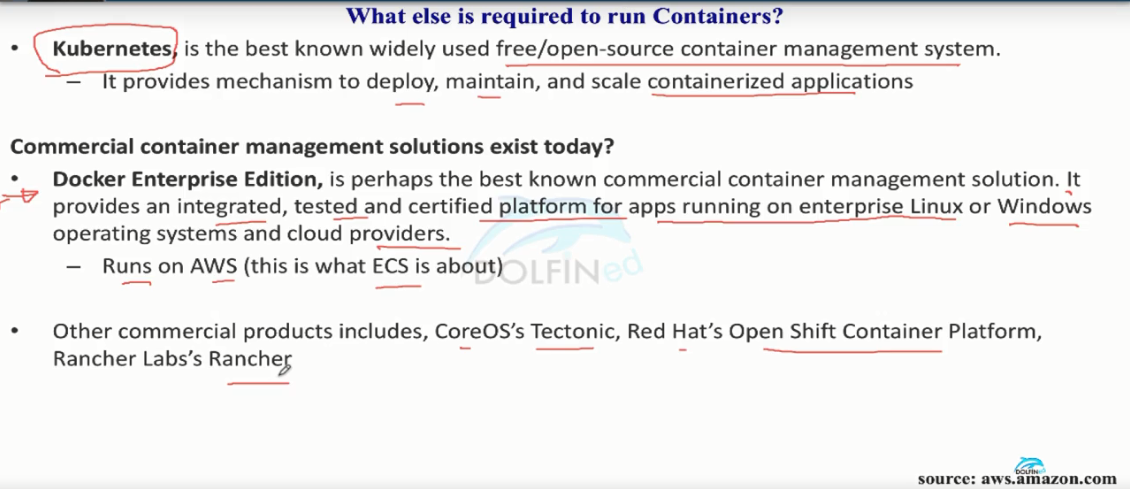 What else is required to run Containers?
• Kubernetes, is the best known widely used free/open-source container management system.
– It provides mechanism to deploy, maintain, and scale containerized applications
Commercial container management solutions exist today?
• Docker Enterprise Edition, is perhaps the best known commercial container management solution. It
provides an integrated, tested and certified platform for apps running on enterprise Linux or Windows
operating systems and cloud providers.
– Runs on AWS (this is what ECS is about)
DOLFINed
• Other commercial products includes, CoreOS's Tectonic, Red Hat's Open Shift Container Platform,
Rancher Labs's Rancher
DOLFINed
source: aws.amazon.com